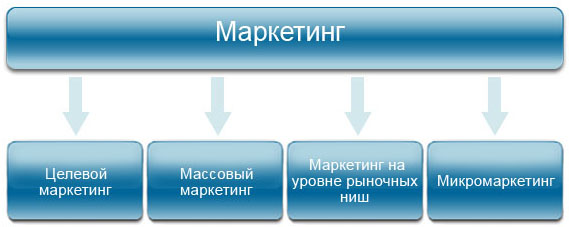 Маркетинг
Целевой
маркетинг
Массовый
маркетинг
Маркетинг на
уровне рыночных
ниш
Микромаркетинг